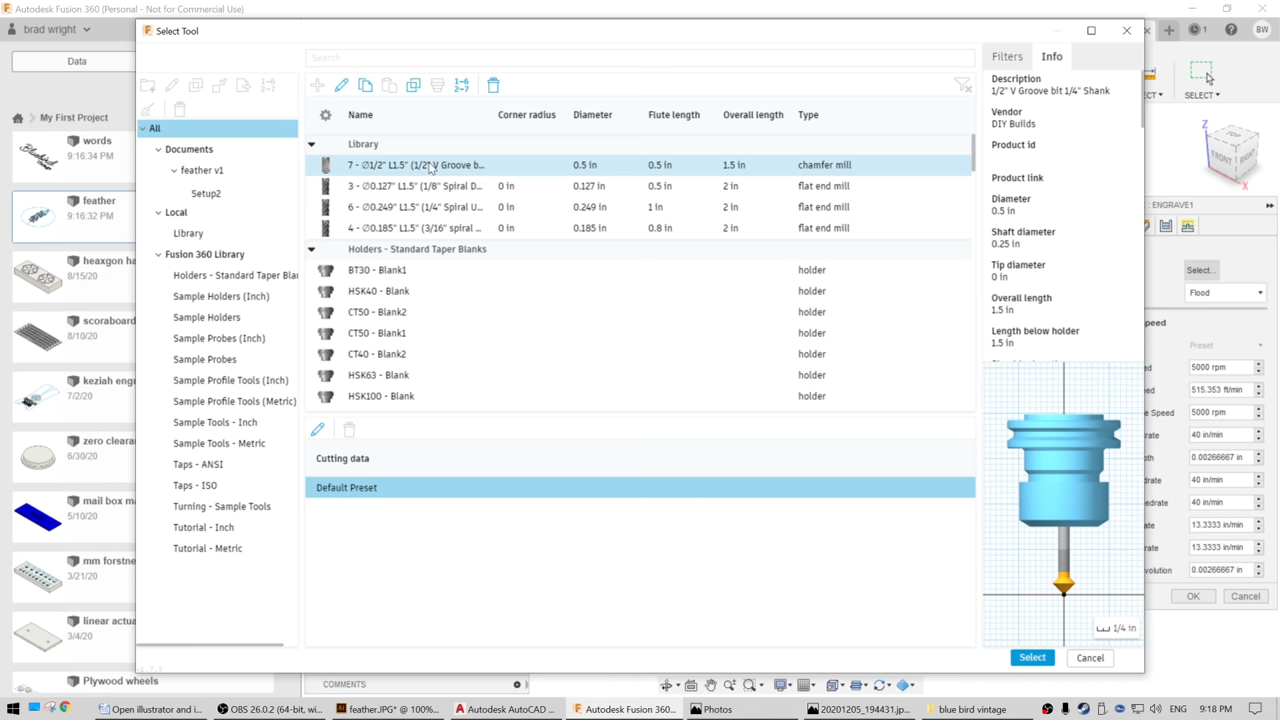 Autodesk Fusion 360 (Personal - Not for Commercial Use)
brad wright
Data
My First Project
words
9:16:34 PM
feather
9:16:32 PM
heaxgon ha
8/15/20
scoraboard
8/10/20
keziah engr
7/2/20
zero clearan
6/30/20
mail box ma
5/10/20
mm forstne
3/21/20
linear actua
3/4/20
Plywood wheels
Select Tool
Search
All
Documents
feather v1
Setup2
Local
Library
Fusion 360 Library
Holders - Standard Taper Blan
Sample Holders (Inch)
Sample Holders
Sample Probes (Inch)
Sample Probes
Sample Profile Tools (Inch)
Sample Profile Tools (Metric)
Sample Tools - Inch
Sample Tools - Metric
Taps - ANSI
Taps - ISO
Turning - Sample Tools
Tutorial - Inch
Tutorial - Metric
Name Corner radius Diameter Flute length Overall length Type
Library
7 - ∅1/2" L1.5" (1/2" V Groove b... 0.5 in 0.5 in 1.5 in chamfer mill
3 - ∅0.127" L1.5" (1/8" Spiral D... 0 in 0.127 in 0.5 in 2 in flat end mill
6 - ∅0.249" L1.5" (1/4" Spiral U... 0 in 0.249 in 1 in 2 in flat end mill
4 - ∅0.185" L1.5" (3/16" spiral ... 0 in 0.185 in 0.8 in 2 in flat end mill
Holders - Standard Taper Blanks
BT30 - Blank1 holder
HSK40 - Blank holder
CT50 - Blank2 holder
CT50 - Blank1 holder
CT40 - Blank2 holder
HSK63 - Blank holder
HSK100 - Blank holder
Cutting data
Default Preset
Filters Info
Description
1/2" V Groove bit 1/4" Shank
Vendor
DIY Builds
Product id
Product link
Diameter
0.5 in
Shaft diameter
0.25 in
Tip diameter
0 in
Overall length
1.5 in
Length below holder
1.5 in
1/4 in
Select Cancel
1
BW
ECT SELECT
Z
FRONT RIGHT
X
: ENGRAVE1
Select...
Flood
peed
Preset
ed 5000 rpm
ed 515.353 ft/min
e Speed 5000 rpm
rate 40 in/min
oth 0.00266667 in
edrate 40 in/min
edrate 40 in/min
ate 13.3333 in/min
rate 13.3333 in/min
volution 0.00266667 in
OK Cancel
COMMENTS
Open illustrator and i... OBS 26.0.2 (64-bit, wi... feather.JPG* @ 100%... Autodesk AutoCAD ... Autodesk Fusion 360... Photos 20201205_194431.jp... blue bird vintage ENG 9:18 PM